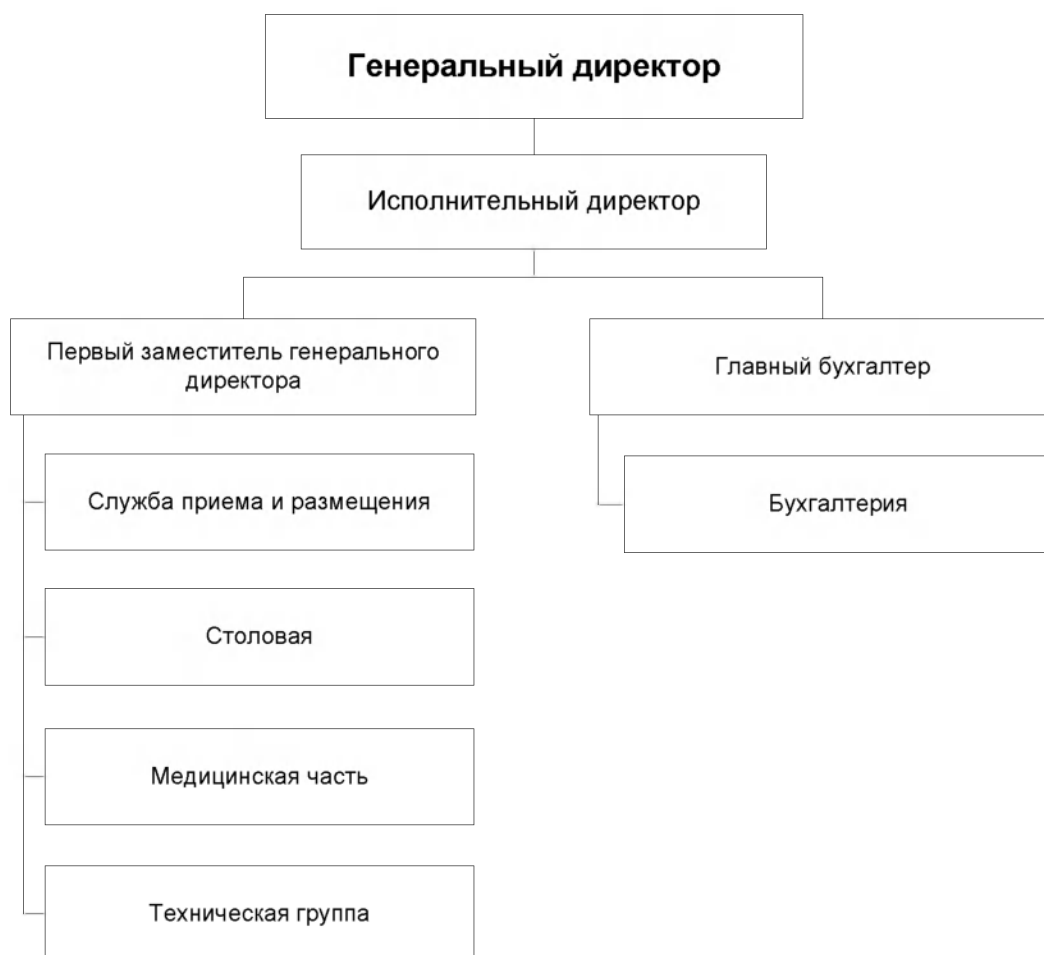 Генеральный директор
Исполнительный директор
Первый заместитель генерального
директора
Главный бухгалтер
Служба приема и размещения
Бухгалтерия
Столовая
Медицинская часть
Техническая группа